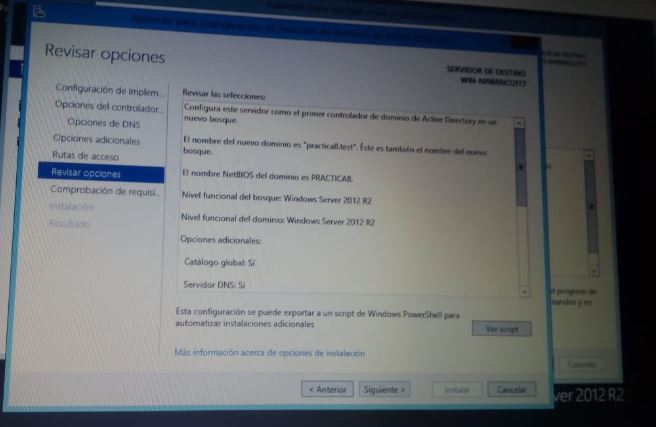 Asistente para configuración de Servicios de dominio de Active Directory
Revisar opciones
SERVIDOR DE DESTINO
Configuración de implem...
Opciones del controlador...
Opciones de DNS
Opciones adicionales
Rutas de acceso
Revisar opciones
Comprobación de requisi...
Instalación
Resultado
Revisar las selecciones:
Configura este servidor como el primer controlador de dominio de Active Directory en un
nuevo bosque.
El nombre del nuevo dominio es "practica8.test". Éste es también el nombre del nuevo
bosque.
El nombre NetBIOS del dominio es PRACTICA8.
Nivel funcional del bosque: Windows Server 2012 R2
Nivel funcional del dominio: Windows Server 2012 R2
Opciones adicionales:
Catálogo global: Sí
Servidor DNS: Sí
Esta configuración se puede exportar a un script de Windows PowerShell para
automatizar instalaciones adicionales
Ver script
Más información acerca de opciones de instalación
< Anterior
Siguiente >
Instalar
Cancelar
progreso de
mandos y en
Cancelar
ver 2012 R2